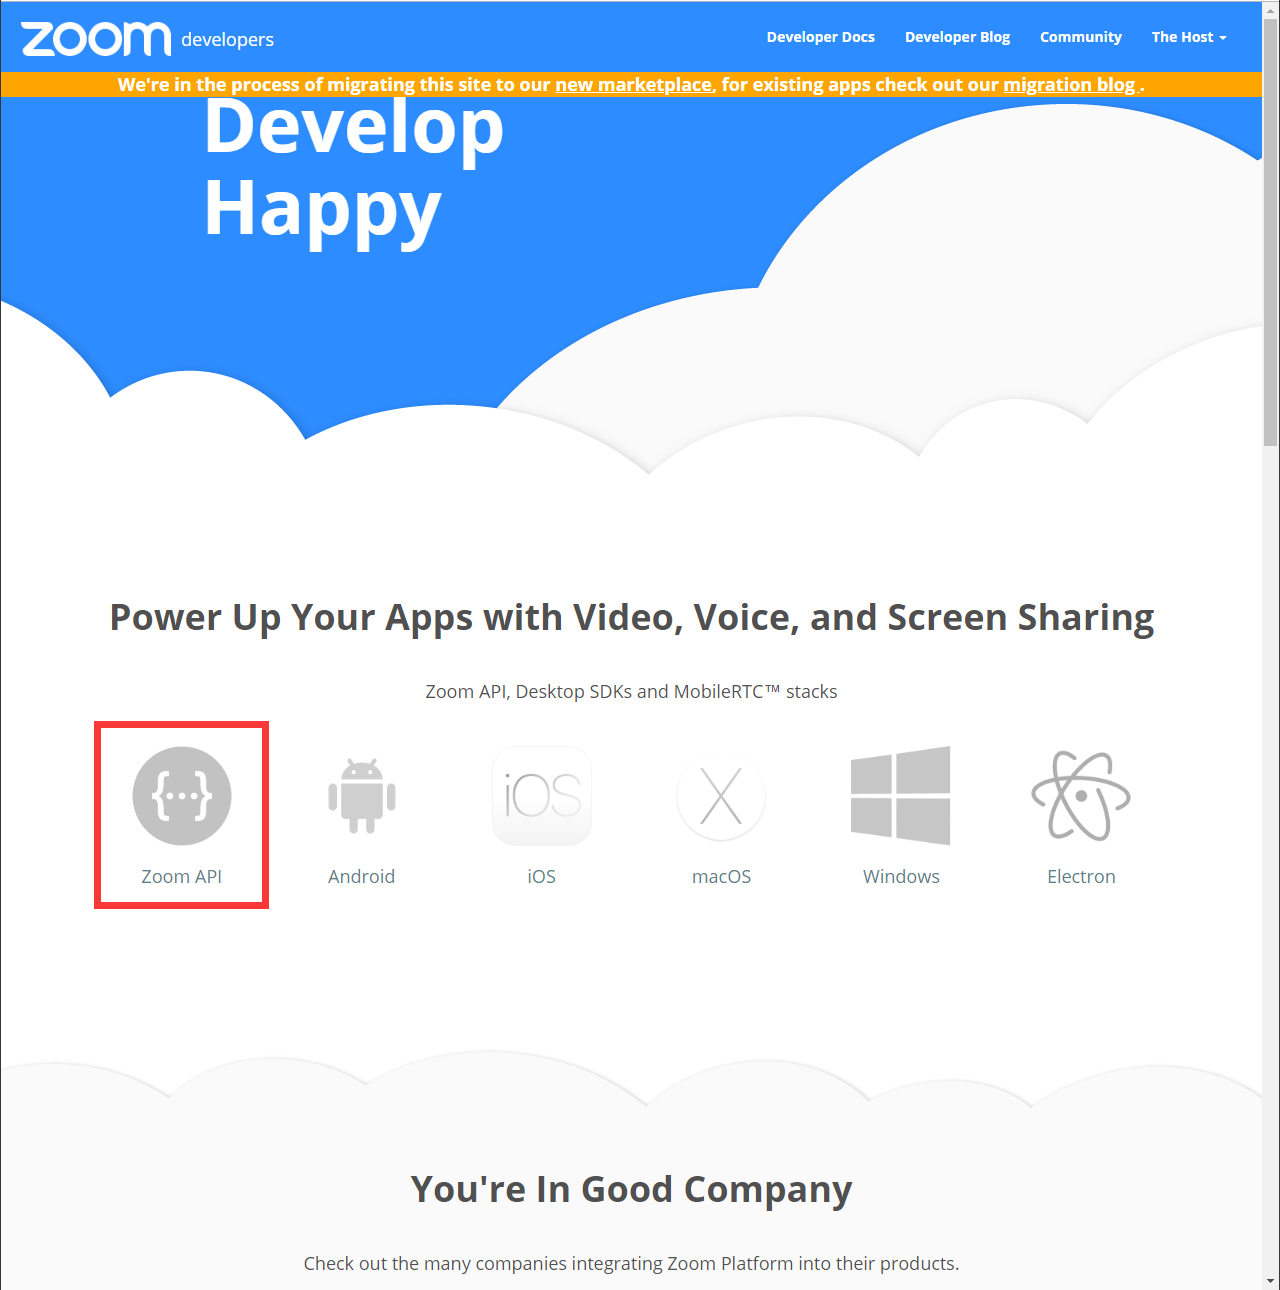 zoom developers
Developer Docs Developer Blog Community The Host
We're in the process of migrating this site to our new marketplace, for existing apps check out our migration blog .
Develop
Happy
Power Up Your Apps with Video, Voice, and Screen Sharing
Zoom API, Desktop SDKs and MobileRTC™ stacks
{...} iOS X
Zoom API Android iOS macOS Windows Electron
You're In Good Company
Check out the many companies integrating Zoom Platform into their products.